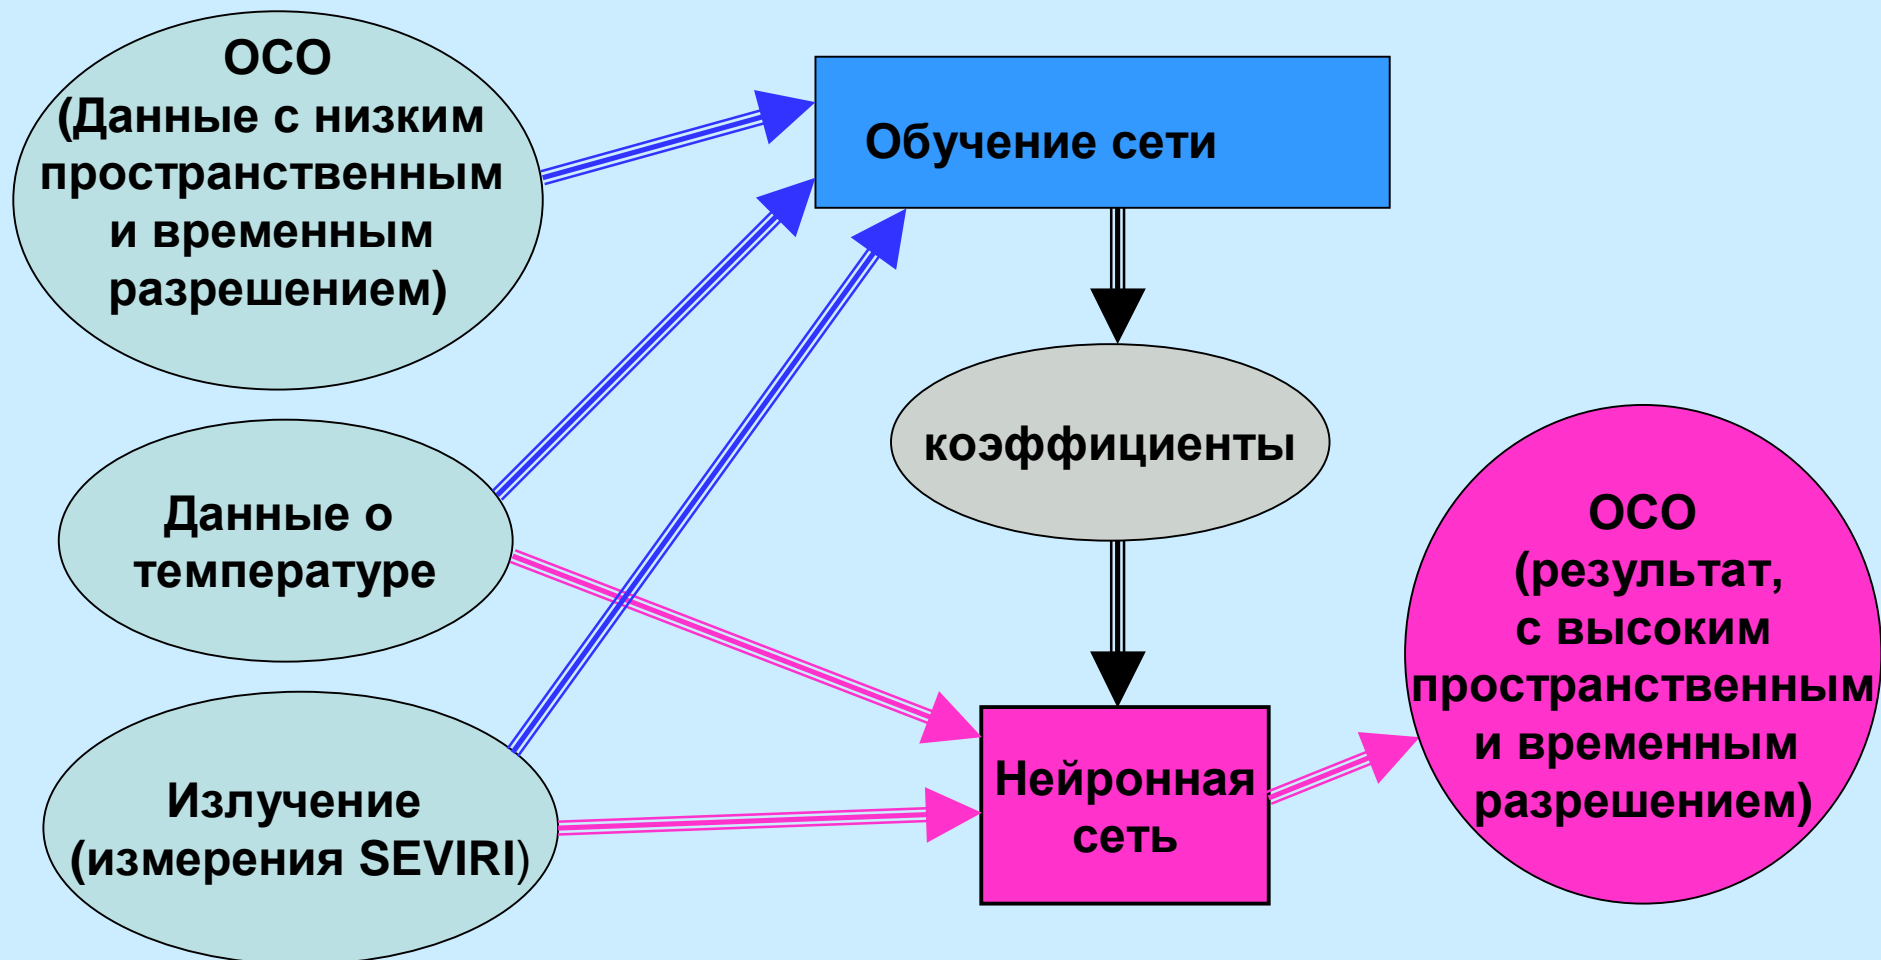 ОСО
(Данные с низким
пространственным
и временным
разрешением)
Обучение сети
коэффициенты
Данные о
температуре
Излучение
(измерения SEVIRI)
Нейронная
сеть
ОСО
(результат,
с высоким
пространственным
и временным
разрешением)